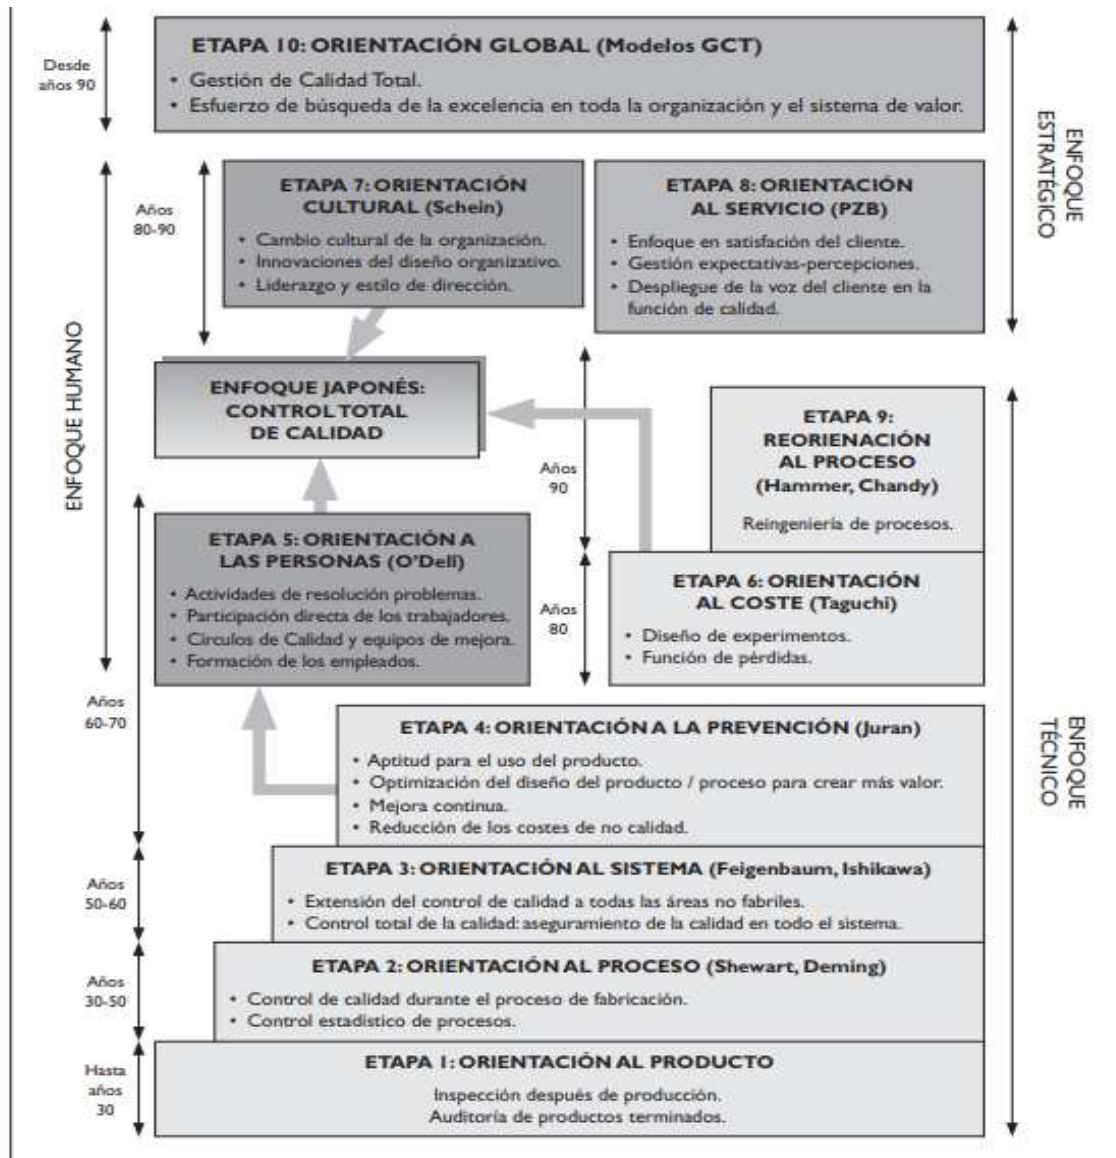 Desde
años 90
ETAPA 10: ORIENTACIÓN GLOBAL (Modelos GCT)
• Gestión de Calidad Total.
• Esfuerzo de búsqueda de la excelencia en toda la organización y el sistema de valor.
ENFOQUE
ESTRATÉGICO
Años
80-90
ETAPA 7: ORIENTACIÓN
CULTURAL (Schein)
• Cambio cultural de la organización.
• Innovaciones del diseño organizativo.
• Liderazgo y estilo de dirección.
ETAPA 8: ORIENTACIÓN
AL SERVICIO (PZB)
• Enfoque en satisfacción del cliente.
• Gestión expectativas-percepciones.
• Despliegue de la voz del cliente en la
función de calidad.
ENFOQUE HUMANO
ENFOQUE JAPONÉS:
CONTROL TOTAL
DE CALIDAD
Años
90
ETAPA 9:
REORIENACIÓN
AL PROCESO
(Hammer, Chandy)
Reingeniería de procesos.
ETAPA 5: ORIENTACIÓN A
LAS PERSONAS (O'Dell)
• Actividades de resolución problemas.
• Participación directa de los trabajadores.
• Círculos de Calidad y equipos de mejora.
• Formación de los empleados.
Años
80
ETAPA 6: ORIENTACIÓN
AL COSTE (Taguchi)
• Diseño de experimentos.
• Función de pérdidas.
Años
60-70
ETAPA 4: ORIENTACIÓN A LA PREVENCIÓN (Juran)
• Aptitud para el uso del producto.
• Optimización del diseño del producto / proceso para crear más valor.
• Mejora continua.
• Reducción de los costes de no calidad.
ENFOQUE
TÉCNICO
Años
50-60
ETAPA 3: ORIENTACIÓN AL SISTEMA (Feigenbaum, Ishikawa)
• Extensión del control de calidad a todas las áreas no fabriles.
• Control total de la calidad: aseguramiento de la calidad en todo el sistema.
Años
30-50
ETAPA 2: ORIENTACIÓN AL PROCESO (Shewart, Deming)
• Control de calidad durante el proceso de fabricación.
• Control estadístico de procesos.
Hasta
años
30
ETAPA 1: ORIENTACIÓN AL PRODUCTO
Inspección después de producción.
Auditoría de productos terminados.